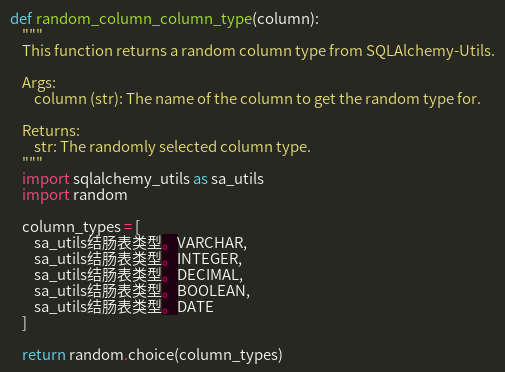 def random_column_column_type(column):
    """
    This function returns a random column type from SQLAlchemy-Utils.

    Args:
        column (str): The name of the column to get the random type for.

    Returns:
        str: The randomly selected column type.
    """
    import sqlalchemy_utils as sa_utils
    import random

    column_types = [
        sa_utils结肠表类型。VARCHAR,
        sa_utils结肠表类型。INTEGER,
        sa_utils结肠表类型。DECIMAL,
        sa_utils结肠表类型。BOOLEAN,
        sa_utils结肠表类型。DATE
    ]

    return random.choice(column_types)